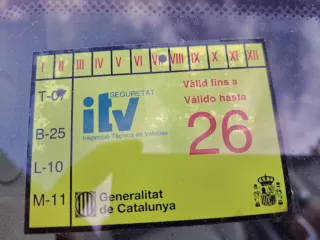 I II III IV V VI VII VIII IX X XI XII
T-07
B-25
L-10
M-11
SEGURETAT
itv
Inspecció Tècnica de Vehicles
Vàlid fins a
Válido hasta
26
Generalitat
de Catalunya